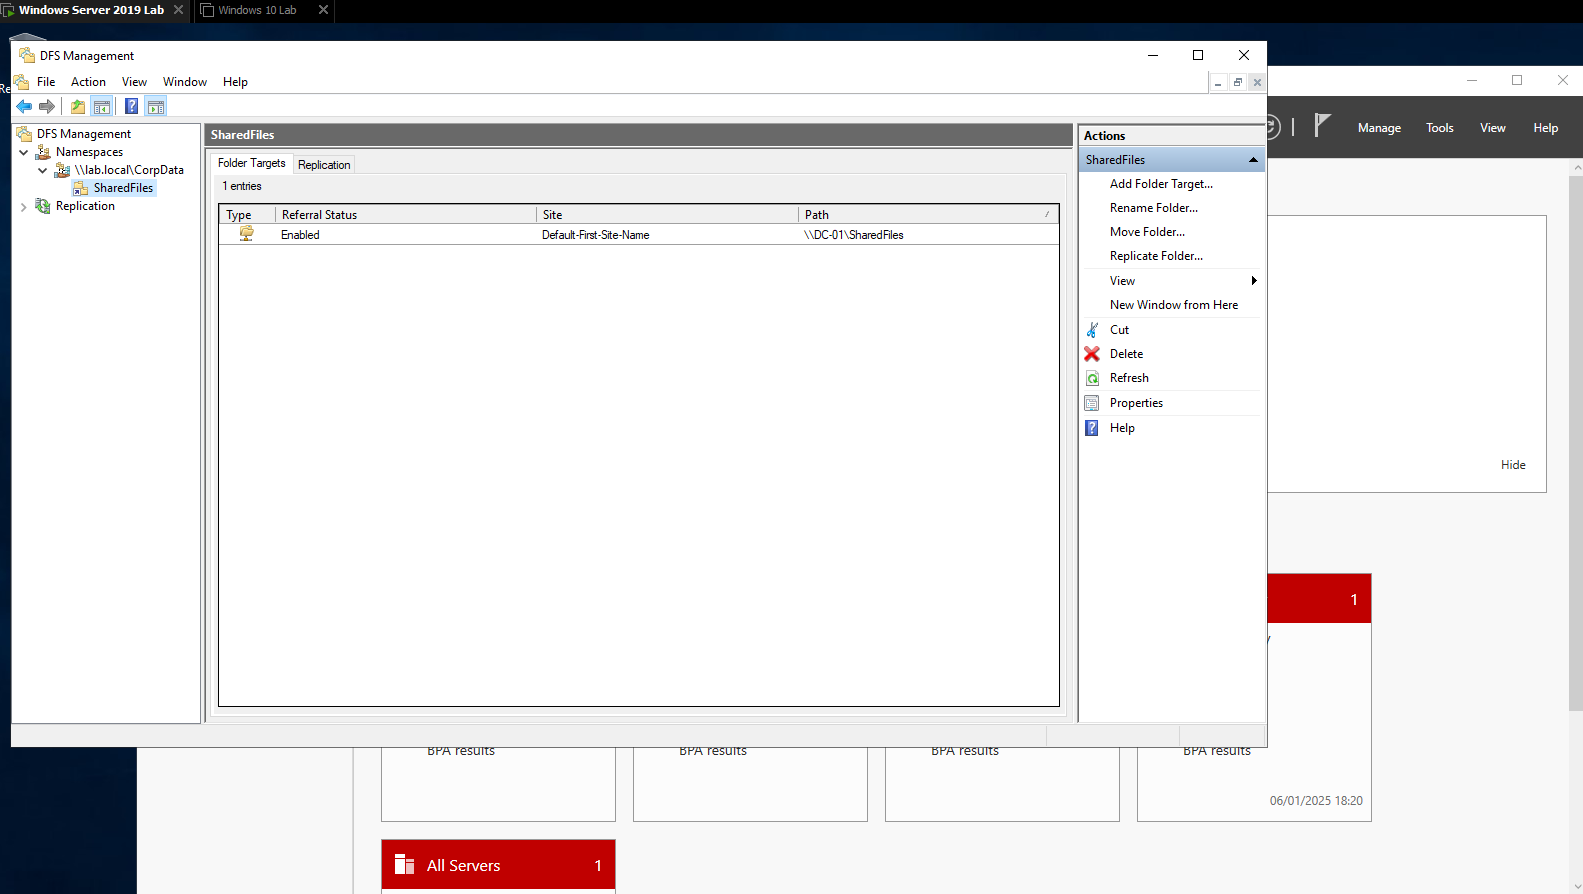 Windows Server 2019 Lab
Windows 10 Lab
DFS Management
File Action View Window Help
Manage Tools View Help
DFS Management
Namespaces
\\lab.local\CorpData
SharedFiles
Replication
SharedFiles
Folder Targets Replication
1 entries
Type Referral Status Site Path
Enabled Default-First-Site-Name \\DC-01\SharedFiles
Actions
SharedFiles
Add Folder Target...
Rename Folder...
Move Folder...
Replicate Folder...
View
New Window from Here
Cut
Delete
Refresh
Properties
Help
Hide
1
BPA results
BPA results
BPA results
BPA results
06/01/2025 18:20
All Servers 1